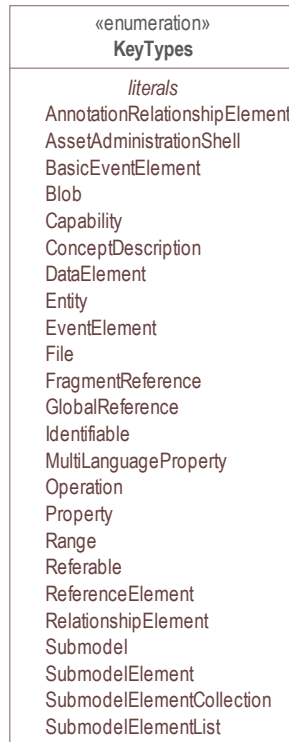 «enumeration»
KeyTypes
literals
AnnotationRelationshipElement
AssetAdministrationShell
BasicEventElement
Blob
Capability
ConceptDescription
DataElement
Entity
EventElement
File
FragmentReference
GlobalReference
Identifiable
MultiLanguageProperty
Operation
Property
Range
Referable
ReferenceElement
RelationshipElement
Submodel
SubmodelElement
SubmodelElementCollection
SubmodelElementList